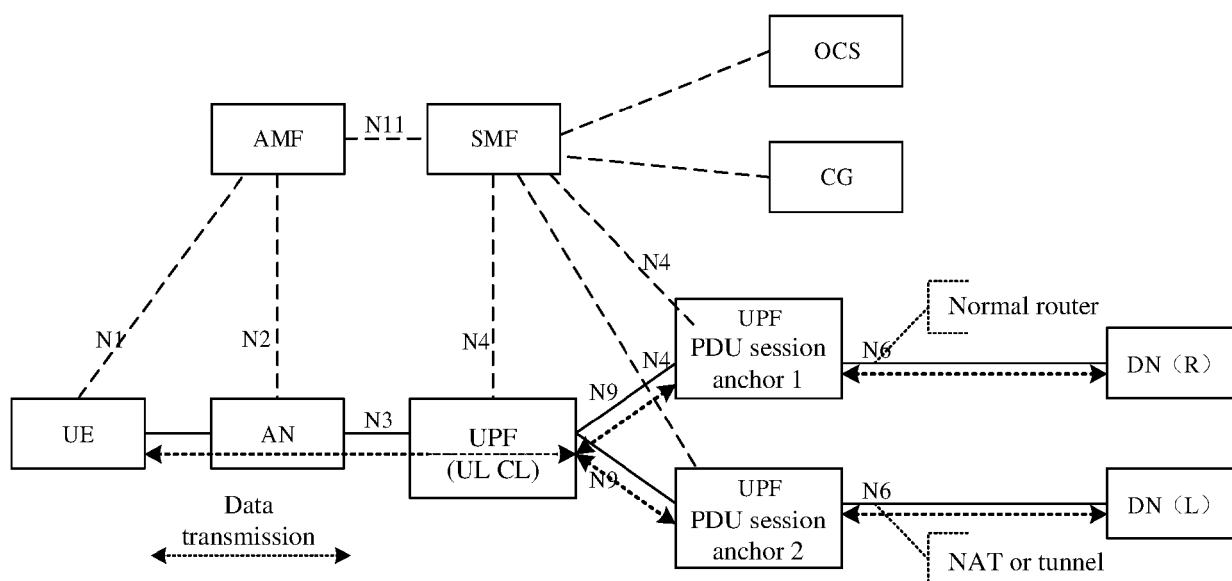 OCS
AMF
N11
SMF
CG
N4
N1
N2
N4
N4
UPF
PDU session
anchor 1
Normal router
N6
DN（R）
UE
AN
N3
UPF
(UL CL)
N9
N9
UPF
PDU session
anchor 2
N6
DN（L）
NAT or tunnel
Data
transmission